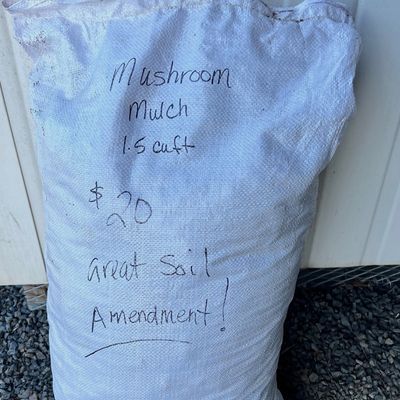 Mushroom
Mulch
1.5 cuft
$20
Great Soil
Amendment!